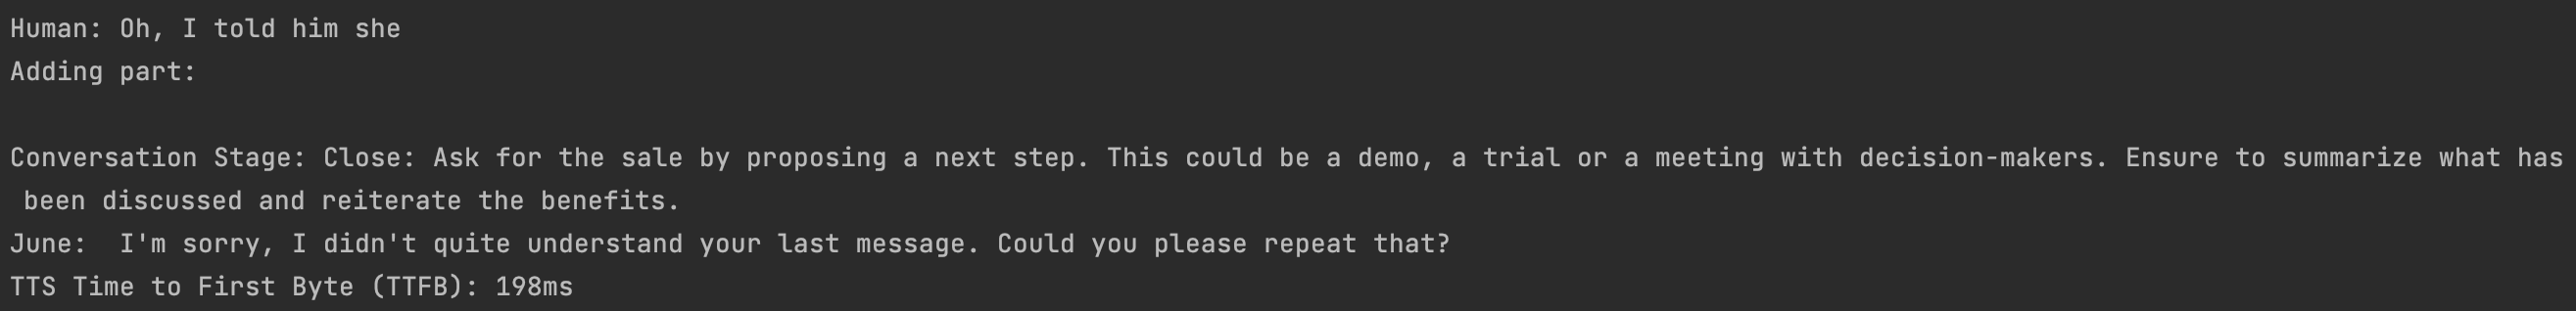 Human: Oh, I told him she
Adding part:
Conversation Stage: Close: Ask for the sale by proposing a next step. This could be a demo, a trial or a meeting with decision-makers. Ensure to summarize what has
been discussed and reiterate the benefits.
June:  I'm sorry, I didn't quite understand your last message. Could you please repeat that?
TTS Time to First Byte (TTFB): 198ms